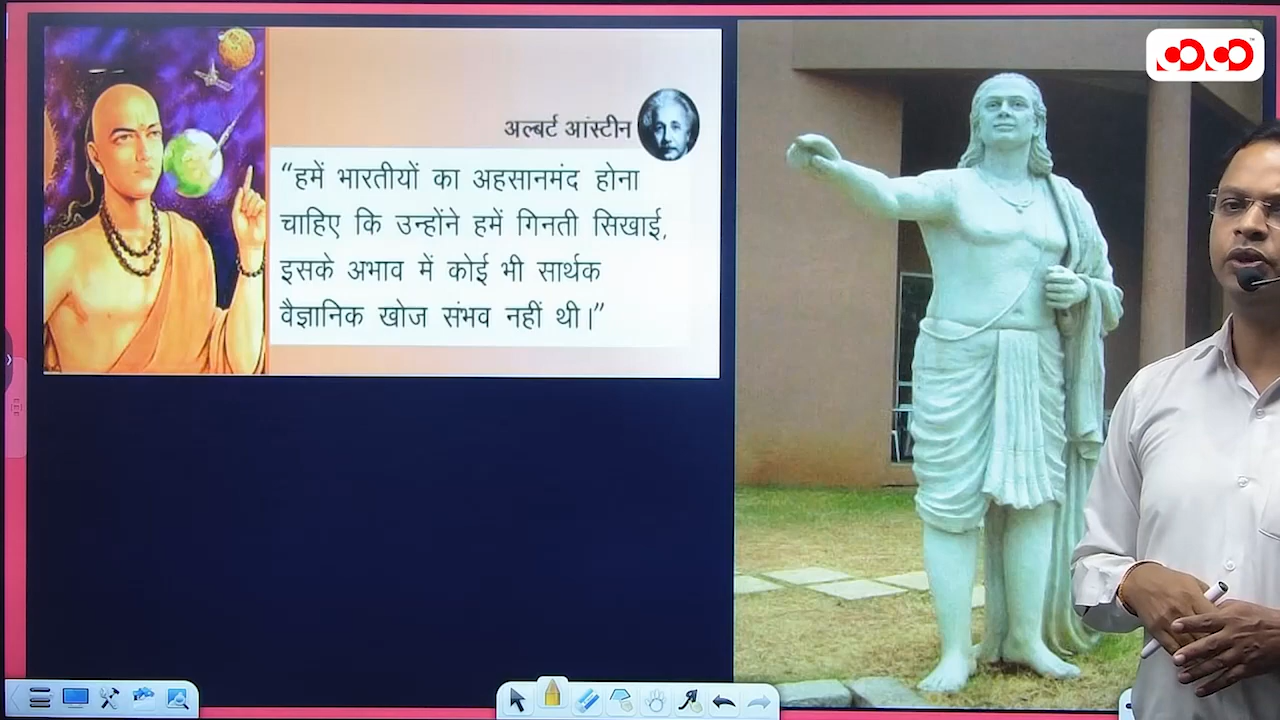 अल्बर्ट आंस्टीन
“हमें भारतीयों का अहसानमंद होना
चाहिए कि उन्होंने हमें गिनती सिखाई,
इसके अभाव में कोई भी सार्थक
वैज्ञानिक खोज संभव नहीं थी।”